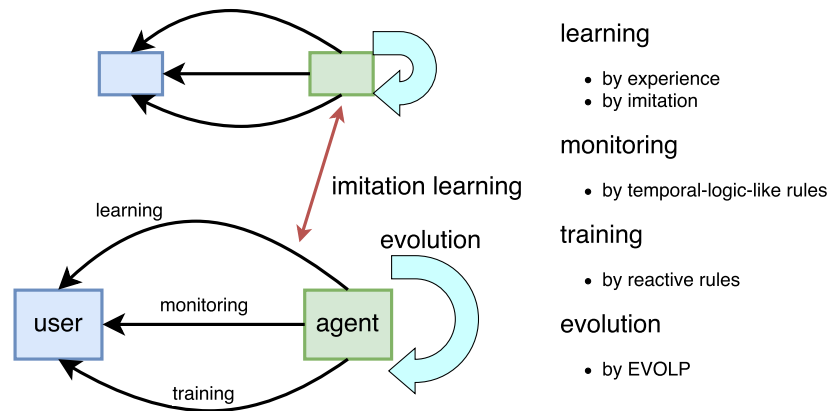 imitation learning
learning
evolution
user
monitoring
agent
training
learning
• by experience
• by imitation
monitoring
• by temporal-logic-like rules
training
• by reactive rules
evolution
• by EVOLP